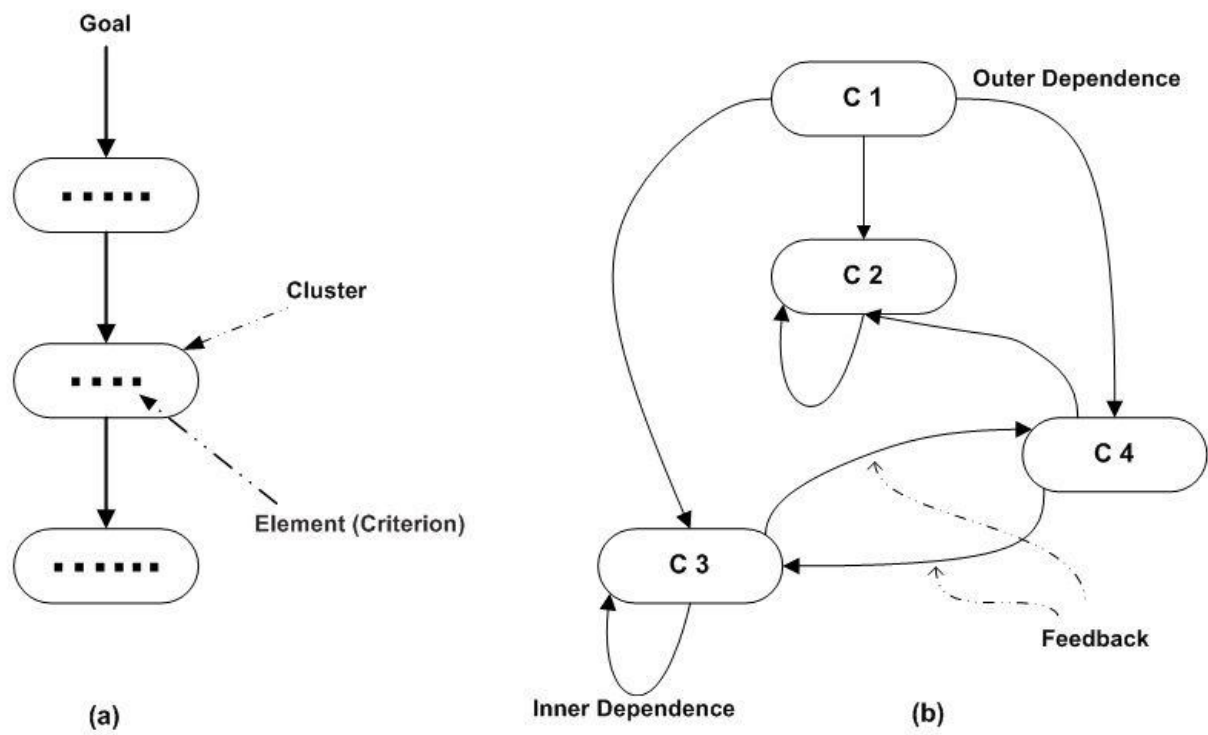 Goal
Cluster
Element (Criterion)
(a)
C 1
Outer Dependence
C 2
C 4
C 3
Feedback
Inner Dependence
(b)